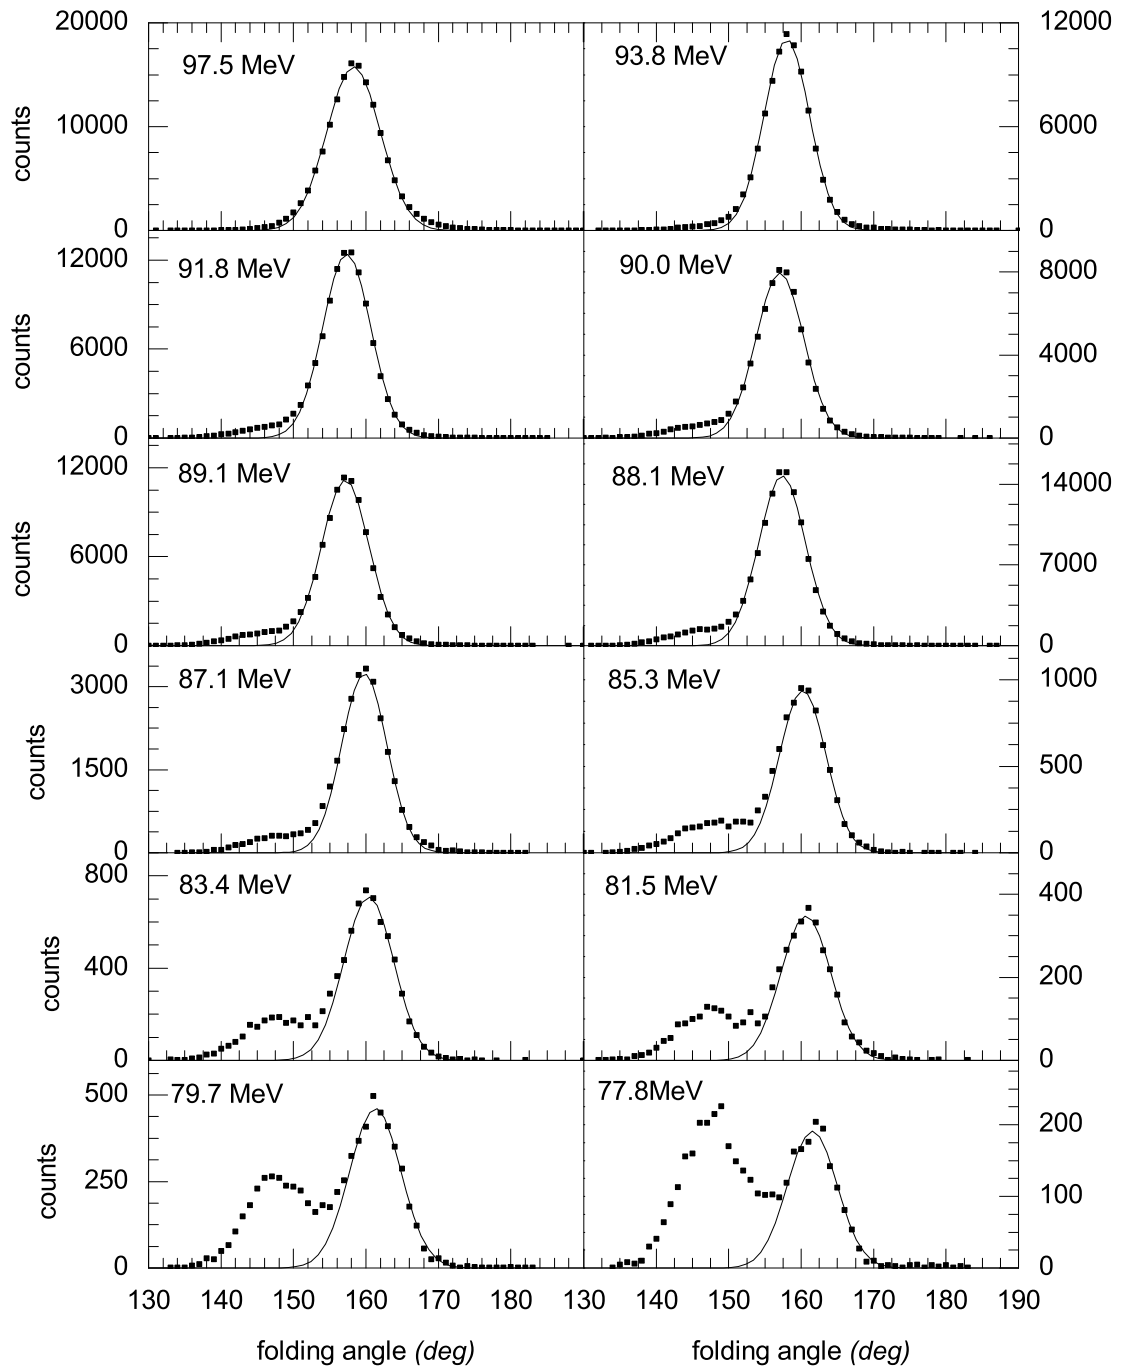 20000 12000
97.5 MeV 93.8 MeV
counts 10000 6000 counts
0 0
12000 91.8 MeV 90.0 MeV 8000
counts 6000 4000
0 0
12000 89.1 MeV 88.1 MeV 14000
counts 6000 7000
0 0
3000 87.1 MeV 85.3 MeV 1000
counts 1500 500
0 0
800 83.4 MeV 81.5 MeV 400
counts 400 200
0 0
500 79.7 MeV 77.8MeV 200
counts 250 100
0 0
130 140 150 160 170 180 130 140 150 160 170 180 190
folding angle (deg) folding angle (deg)